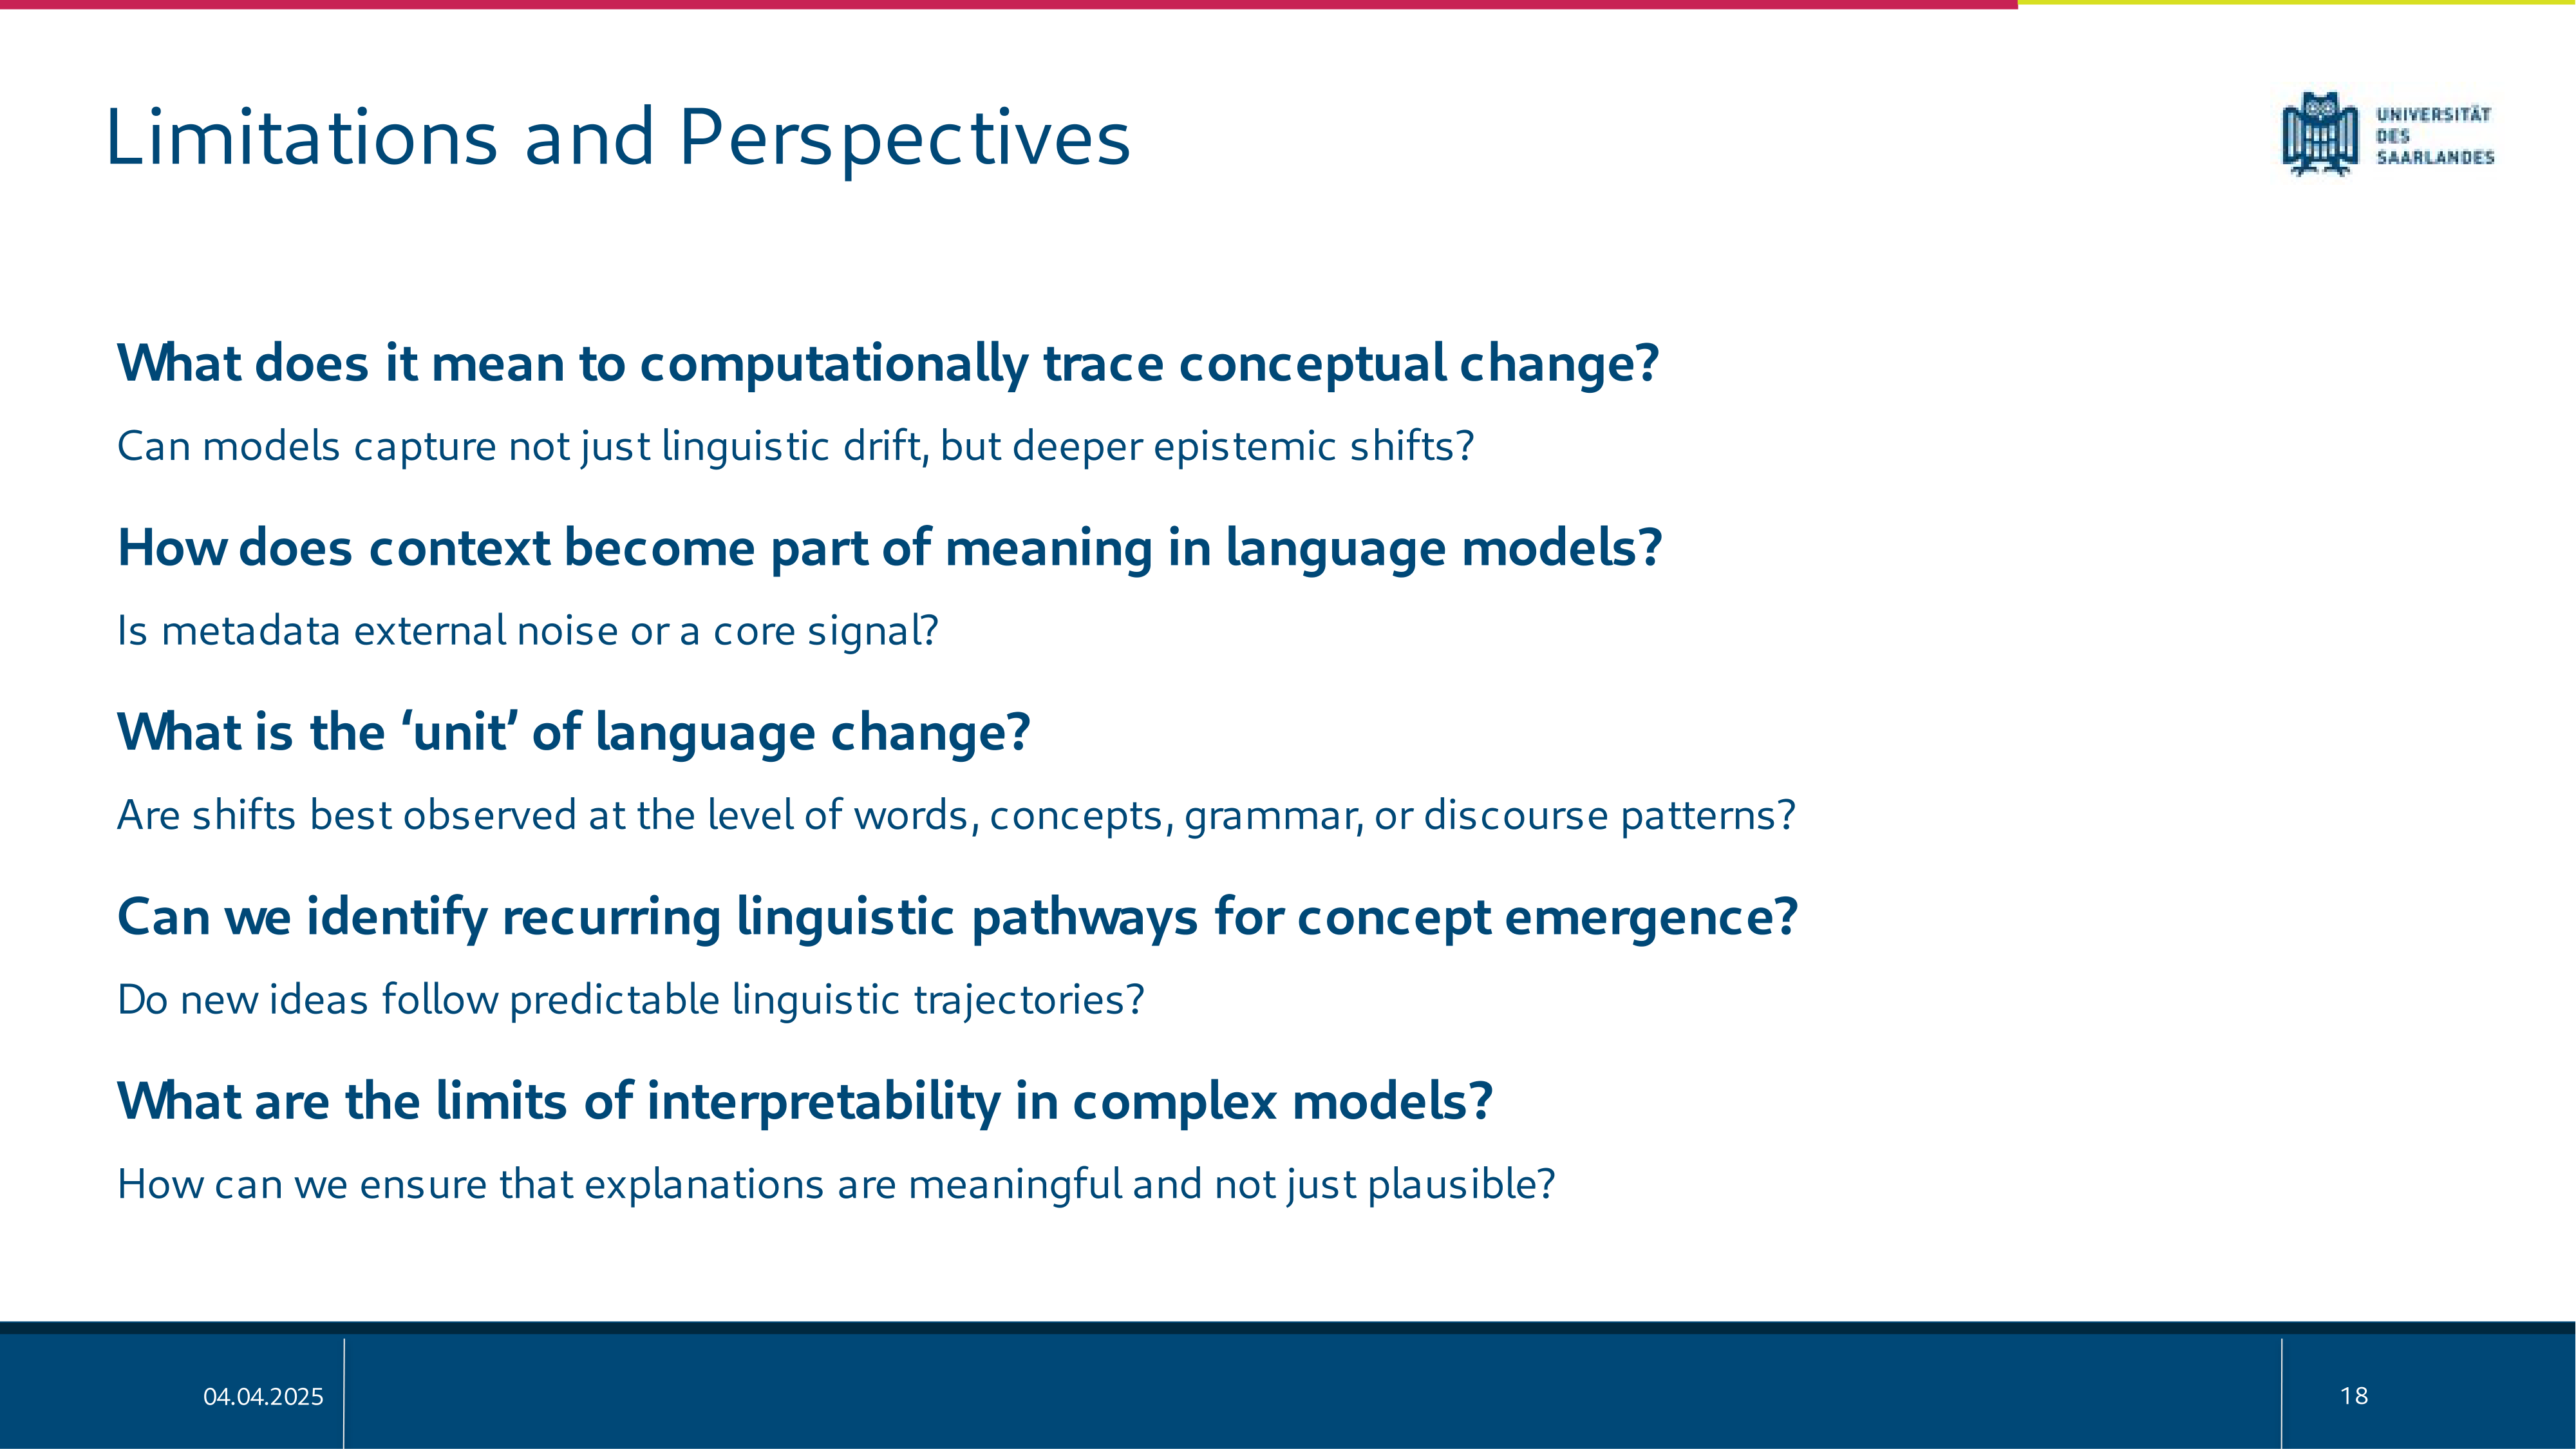 Limitations and Perspectives
UNIVERSITÄT
DES
SAARLANDES
What does it mean to computationally trace conceptual change?
Can models capture not just linguistic drift, but deeper epistemic shifts?
How does context become part of meaning in language models?
Is metadata external noise or a core signal?
What is the ‘unit’ of language change?
Are shifts best observed at the level of words, concepts, grammar, or discourse patterns?
Can we identify recurring linguistic pathways for concept emergence?
Do new ideas follow predictable linguistic trajectories?
What are the limits of interpretability in complex models?
How can we ensure that explanations are meaningful and not just plausible?
04.04.2025
18